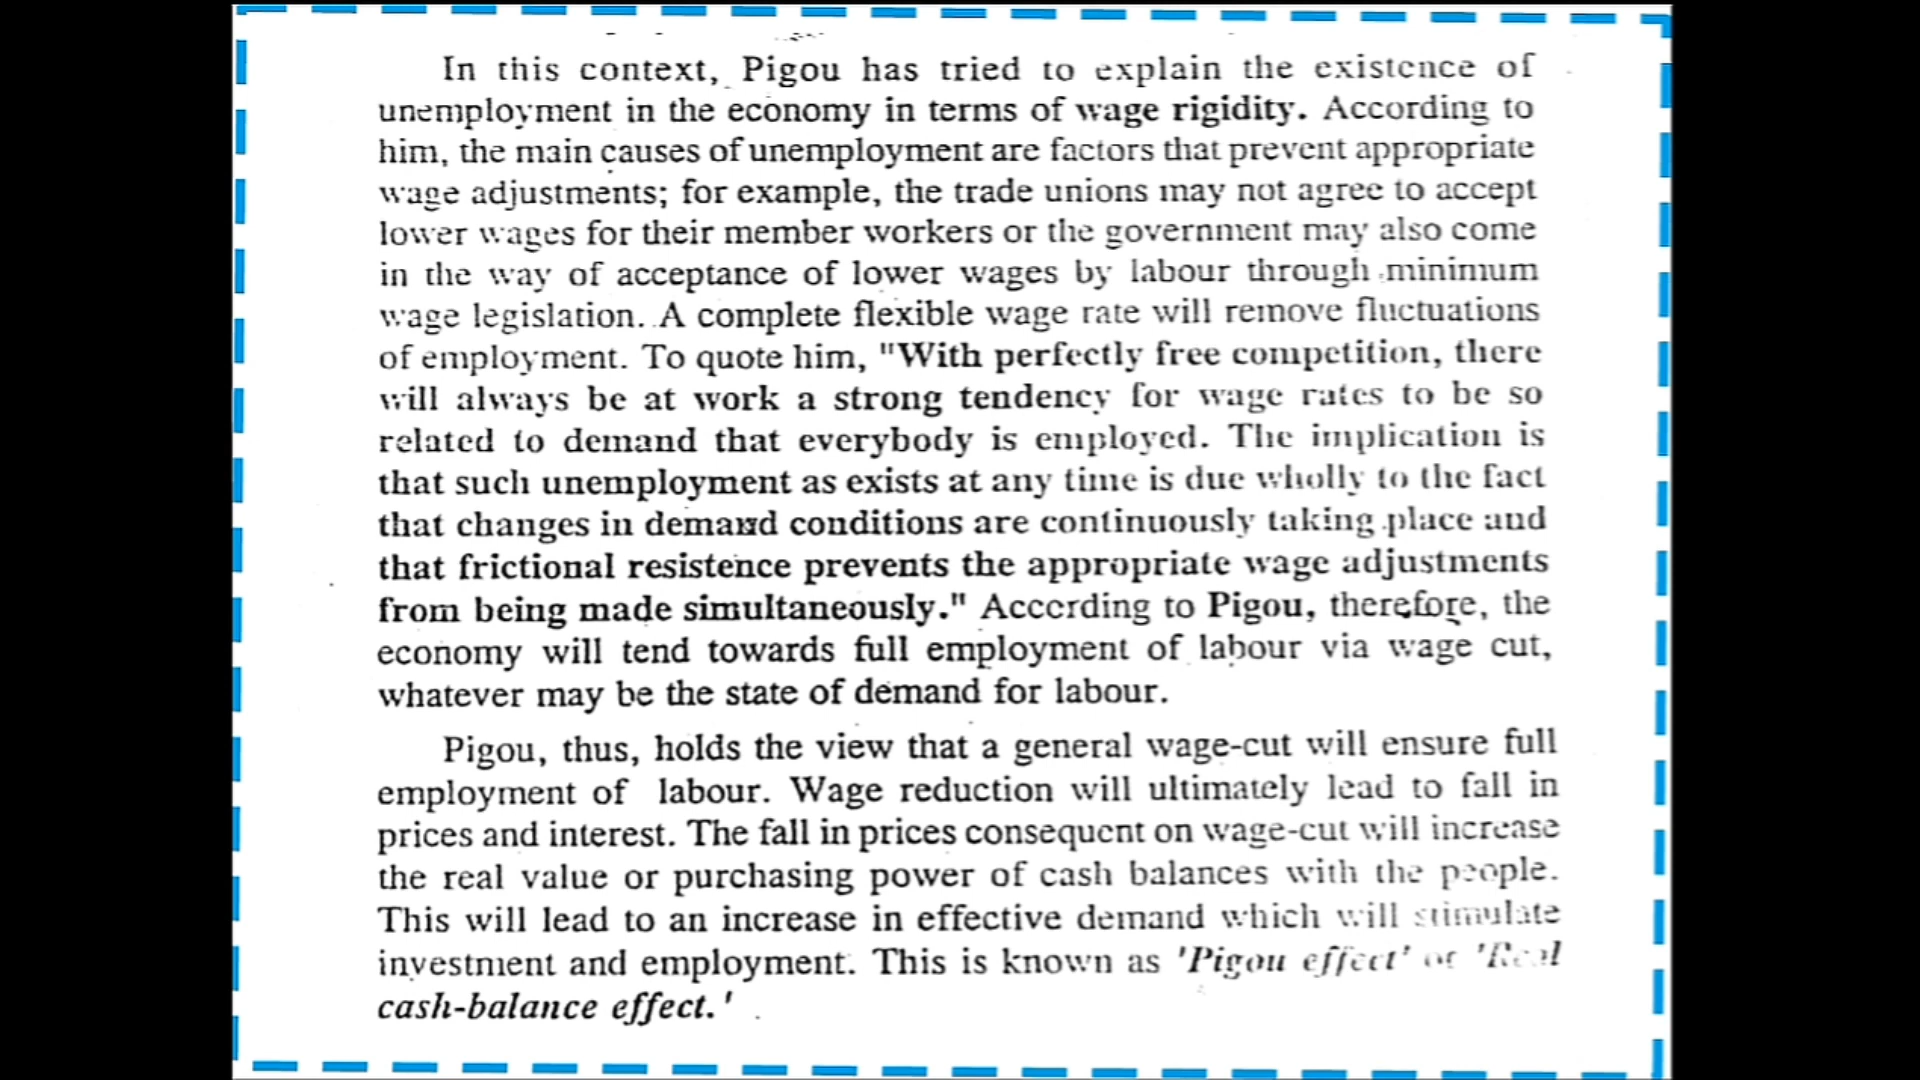 In this context, Pigou has tried to explain the existence of
unemployment in the economy in terms of wage rigidity. According to
him, the main causes of unemployment are factors that prevent appropriate
wage adjustments; for example, the trade unions may not agree to accept
lower wages for their member workers or the government may also come
in the way of acceptance of lower wages by labour through minimum
wage legislation. A complete flexible wage rate will remove fluctuations
of employment. To quote him, "With perfectly free competition, there
will always be at work a strong tendency for wage rates to be so
related to demand that everybody is employed. The implication is
that such unemployment as exists at any time is due wholly to the fact
that changes in demand conditions are continuously taking place and
that frictional resistence prevents the appropriate wage adjustments
from being made simultaneously." According to Pigou, therefore, the
economy will tend towards full employment of labour via wage cut,
whatever may be the state of demand for labour.
Pigou, thus, holds the view that a general wage-cut will ensure full
employment of labour. Wage reduction will ultimately lead to fall in
prices and interest. The fall in prices consequent on wage-cut will increase
the real value or purchasing power of cash balances with the people.
This will lead to an increase in effective demand which will stimulate
investment and employment. This is known as 'Pigou effect' or 'Real
cash-balance effect.'